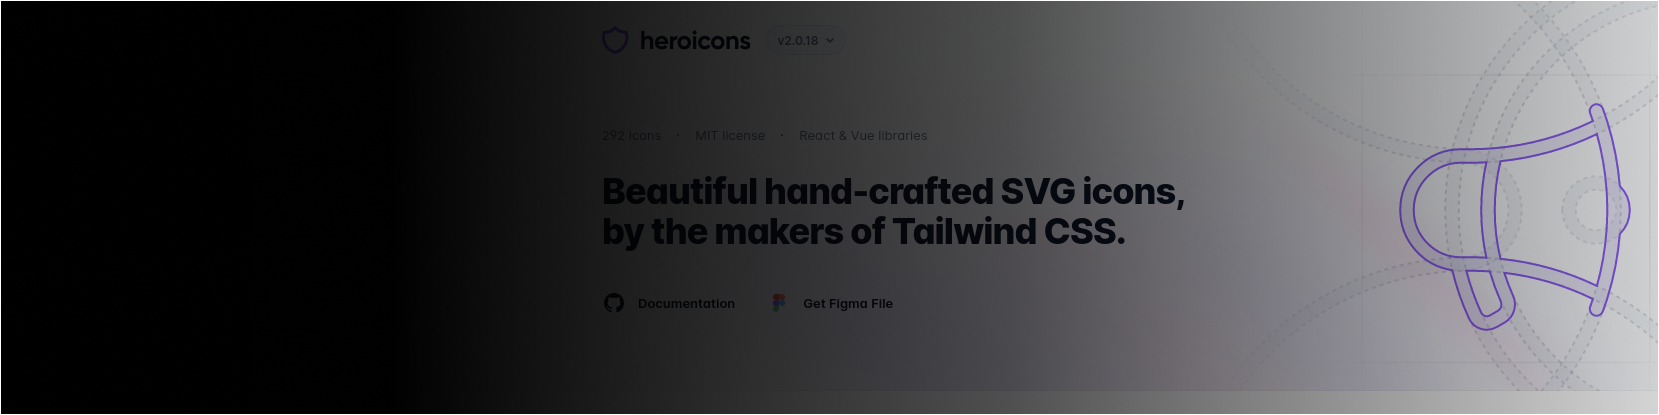 heroicons v2.0.18
292 icons · MIT license · React & Vue libraries
Beautiful hand-crafted SVG icons,
by the makers of Tailwind CSS.
Documentation Get Figma File